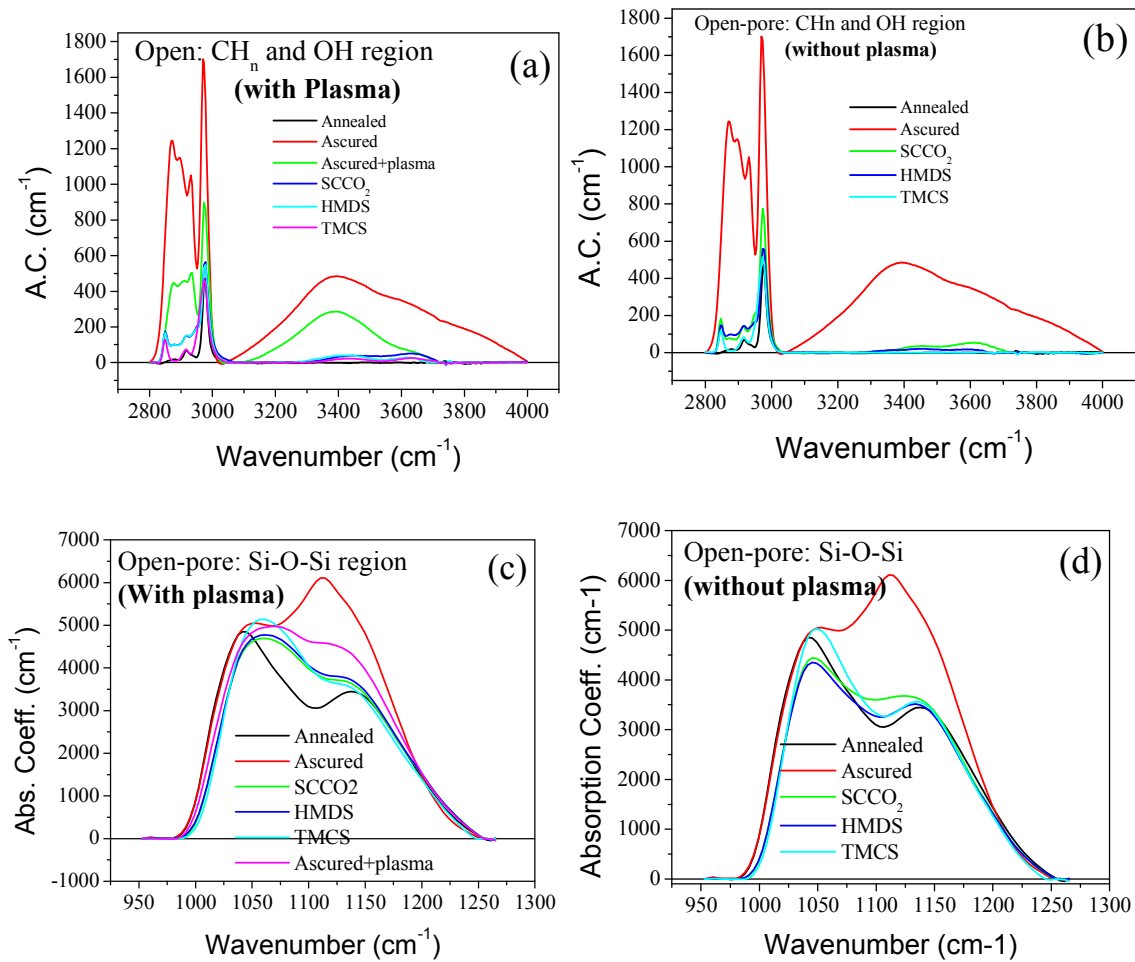 Open: CHn and OH region
(with Plasma)
(a)
Annealed
Ascured
Ascured+plasma
SCCO2
HMDS
TMCS
A.C. (cm-1)
1800
1600
1400
1200
1000
800
600
400
200
0
2800 3000 3200 3400 3600 3800 4000
Wavenumber (cm-1)
Open-pore: CHn and OH region
(without plasma)
(b)
Annealed
Ascured
SCCO2
HMDS
TMCS
A.C. (cm-1)
1800
1600
1400
1200
1000
800
600
400
200
0
2800 3000 3200 3400 3600 3800 4000
Wavenumber (cm-1)
Open-pore: Si-O-Si region
(With plasma)
(c)
Annealed
Ascured
SCCO2
HMDS
TMCS
Ascured+plasma
Abs. Coeff. (cm-1)
7000
6000
5000
4000
3000
2000
1000
0
-1000
950 1000 1050 1100 1150 1200 1250 1300
Wavenumber (cm-1)
Open-pore: Si-O-Si
(without plasma)
(d)
Annealed
Ascured
SCCO2
HMDS
TMCS
Absorption Coeff. (cm-1)
7000
6000
5000
4000
3000
2000
1000
0
950 1000 1050 1100 1150 1200 1250 1300
Wavenumber (cm-1)